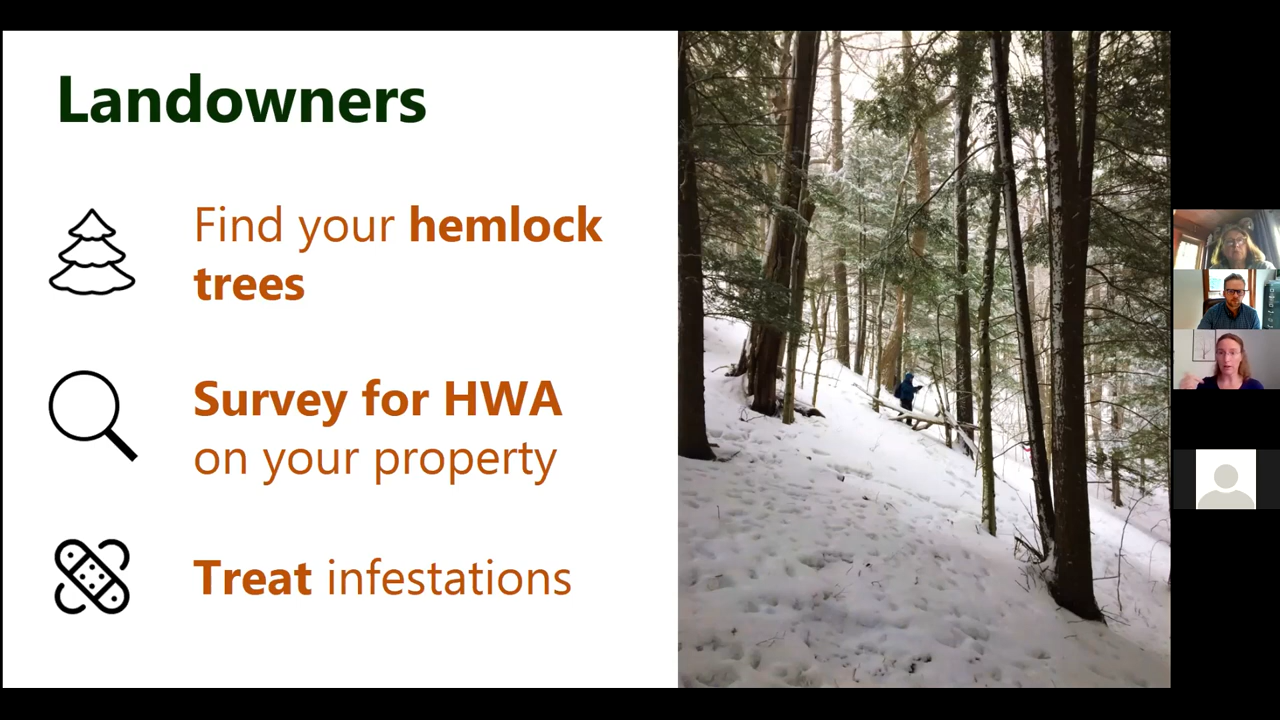 Landowners
Find your hemlock
trees
Survey for HWA
on your property
Treat infestations